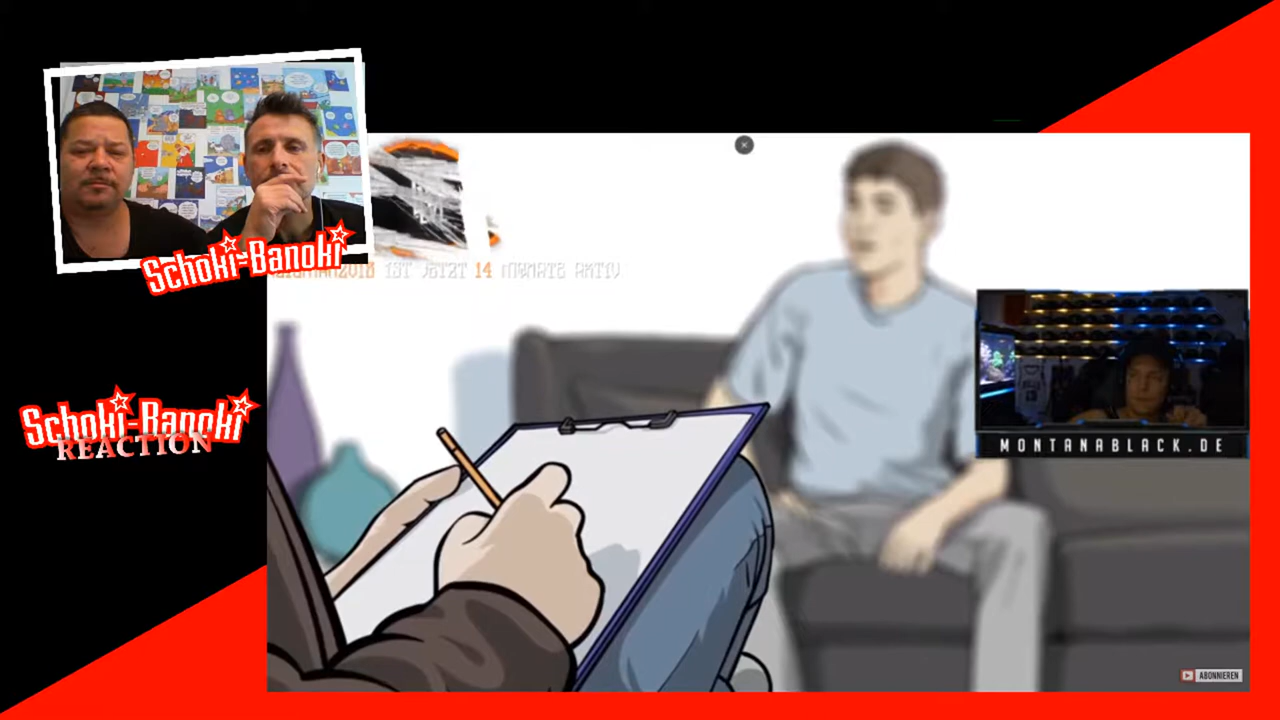 Schoki-Banoki
IST JETZT 14 MONATE AKTIV
Schoki-Banoki
REACTION
MONTANABLACK.DE
ABONNIEREN